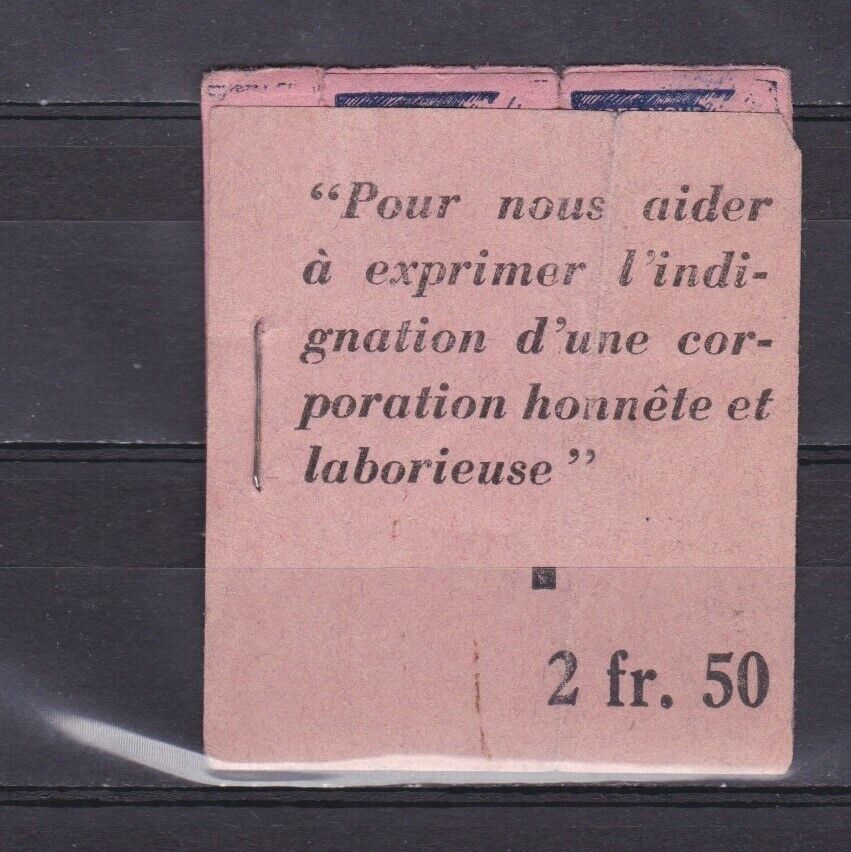 “Pour nous aider
à exprimer l'indi-
gnation d'une cor-
poration honnête et
laborieuse”
2 fr. 50